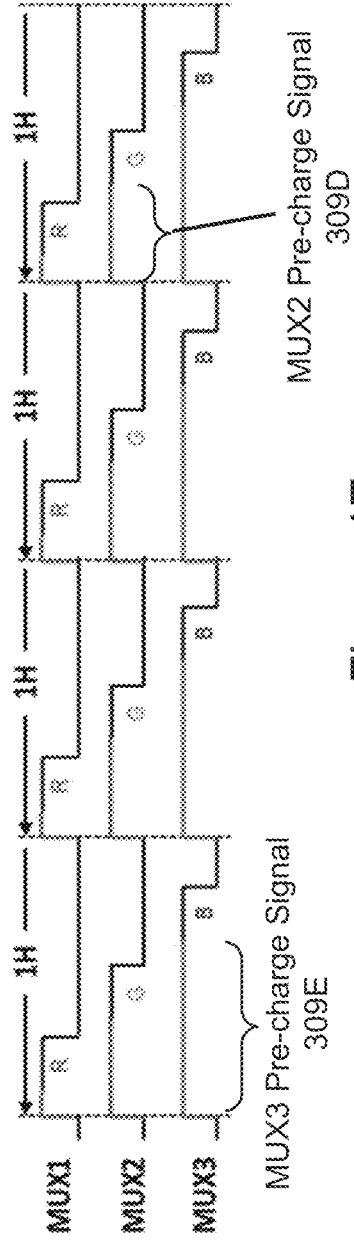 1H 1H 1H 1H
MUX1 R R R R
MUX2 G G G G
MUX3 B B B B
MUX3 Pre-charge Signal
309E
MUX2 Pre-charge Signal
309D